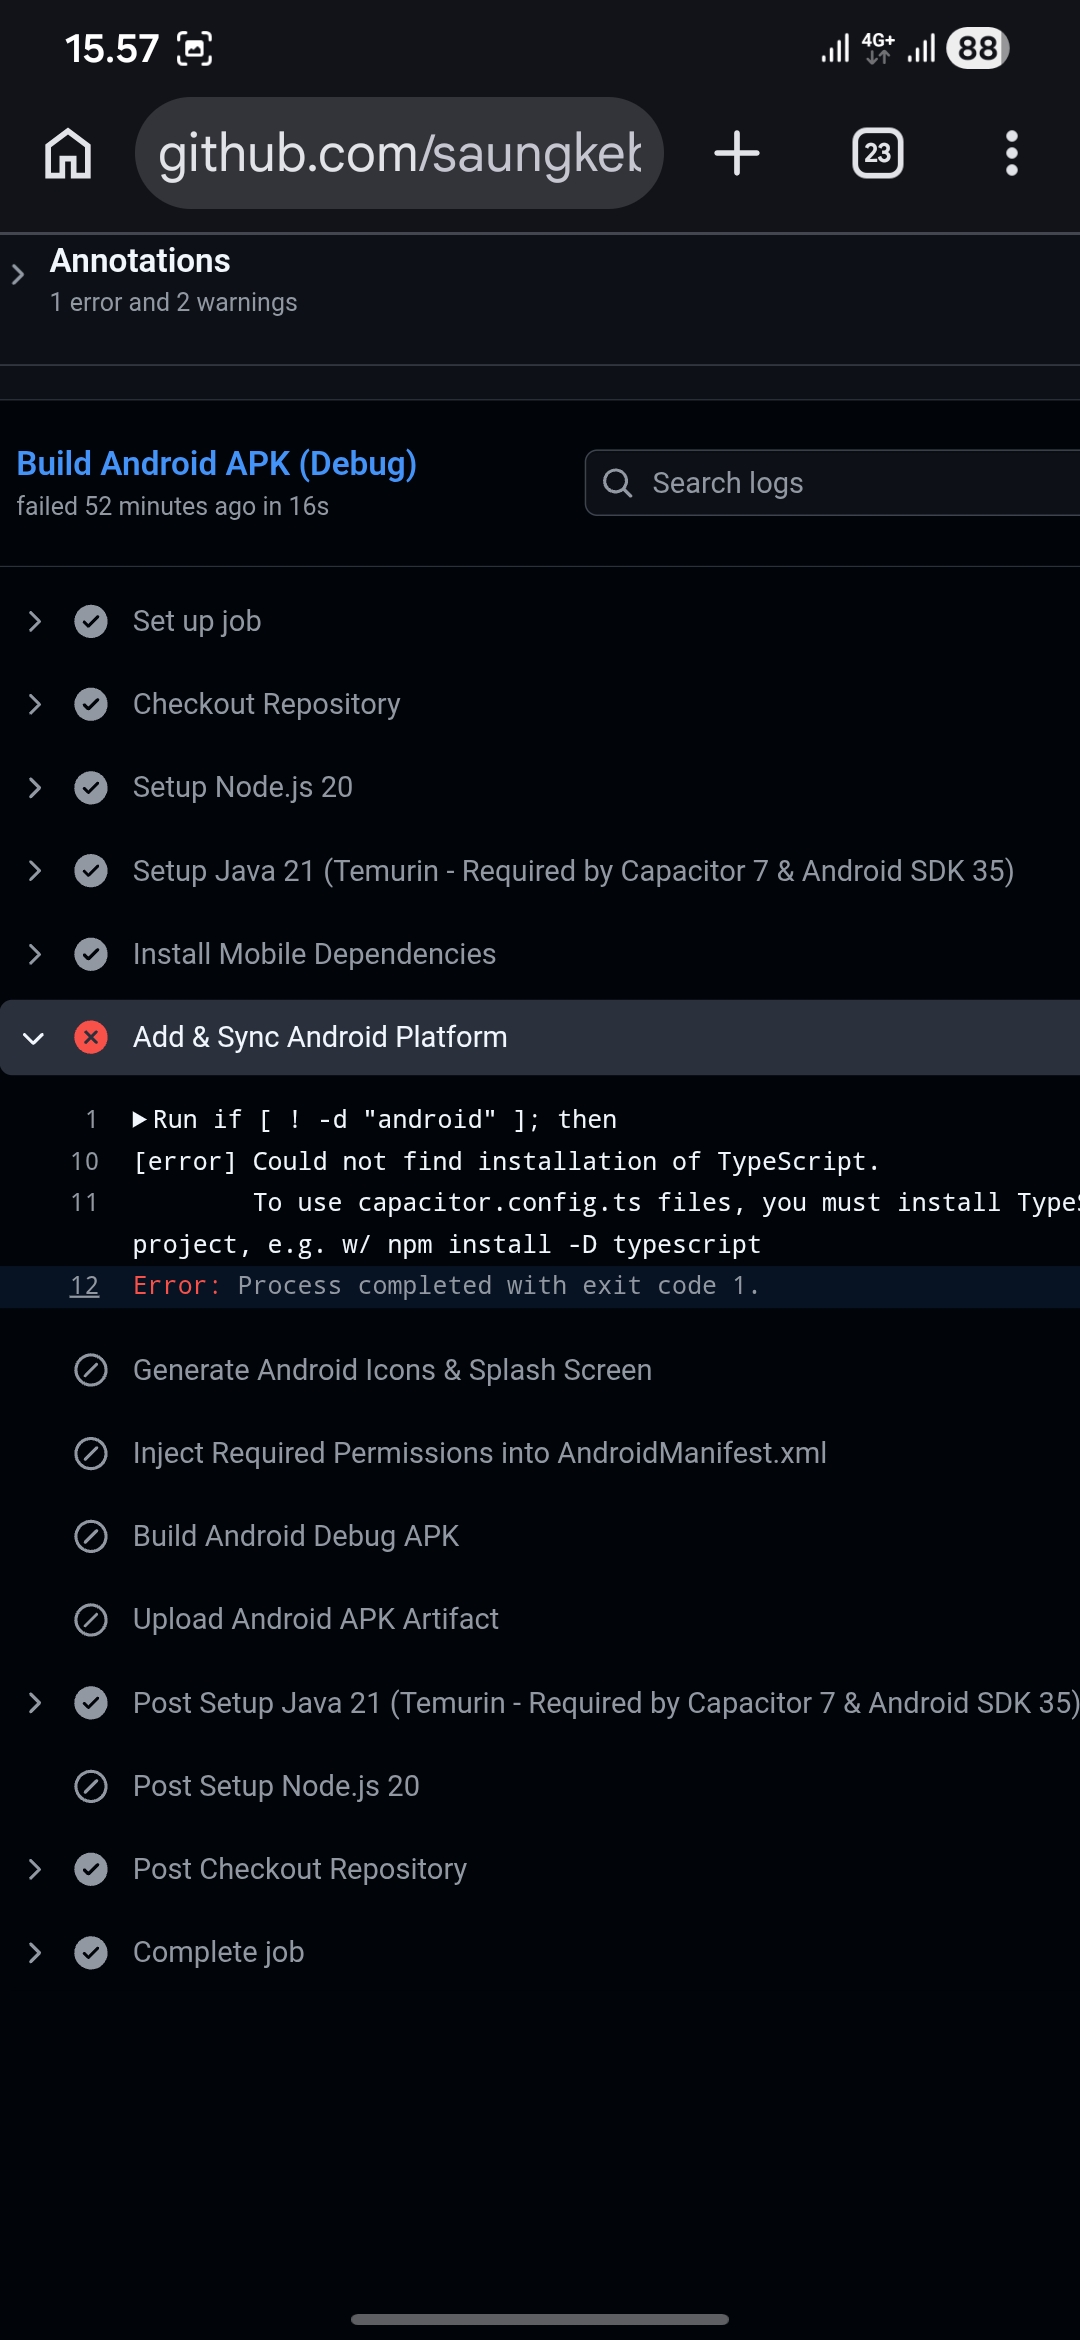 15.57
4G+
88
github.com/saungkeb
23
Annotations
1 error and 2 warnings
Build Android APK (Debug)
failed 52 minutes ago in 16s
Search logs
Set up job
Checkout Repository
Setup Node.js 20
Setup Java 21 (Temurin - Required by Capacitor 7 & Android SDK 35)
Install Mobile Dependencies
Add & Sync Android Platform
1 Run if [ ! -d "android" ]; then
10 [error] Could not find installation of TypeScript.
11 To use capacitor.config.ts files, you must install Type
project, e.g. w/ npm install -D typescript
12 Error: Process completed with exit code 1.
Generate Android Icons & Splash Screen
Inject Required Permissions into AndroidManifest.xml
Build Android Debug APK
Upload Android APK Artifact
Post Setup Java 21 (Temurin - Required by Capacitor 7 & Android SDK 35)
Post Setup Node.js 20
Post Checkout Repository
Complete job